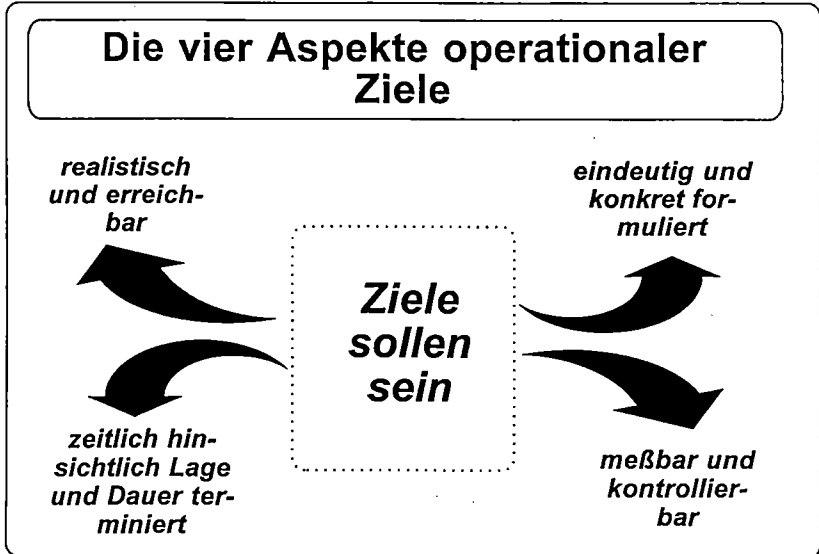 Die vier Aspekte operationaler
Ziele
realistisch
und erreich-
bar
eindeutig und
konkret for-
muliert
Ziele
sollen
sein
zeitlich hin-
sichtlich Lage
und Dauer ter-
miniert
meßbar und
kontrollier-
bar